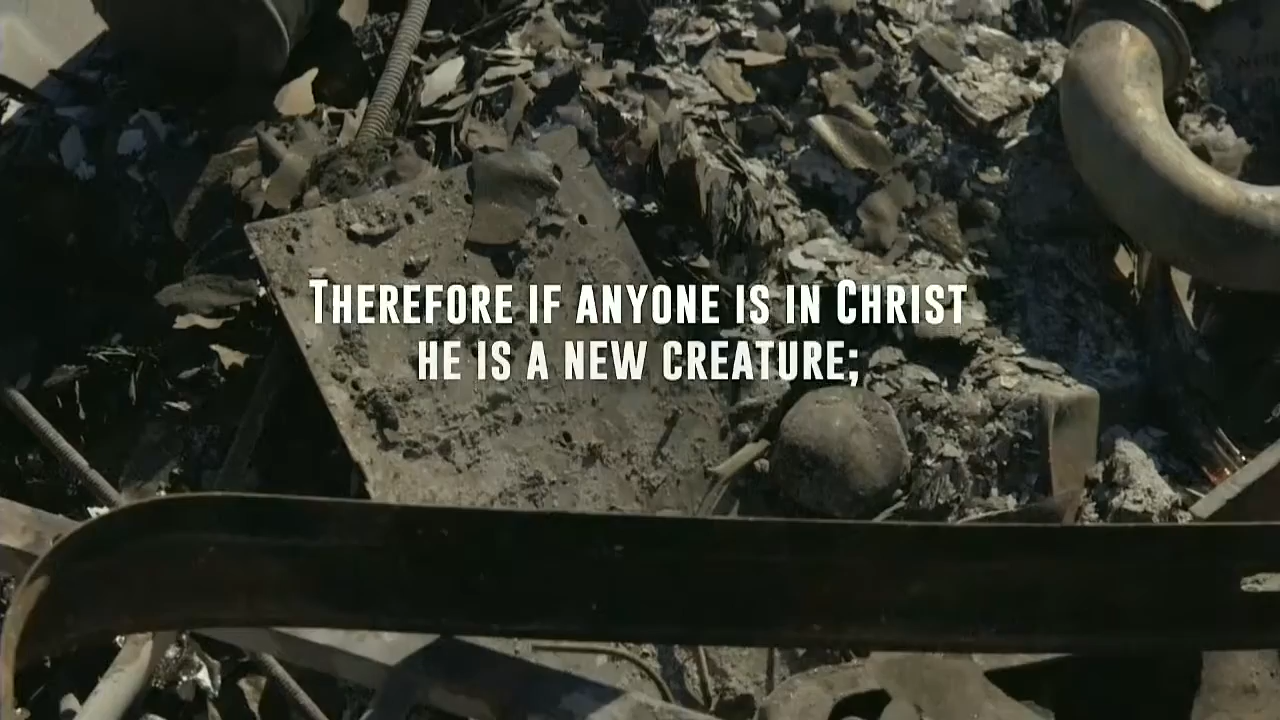 Therefore if anyone is in Christ
he is a new creature;